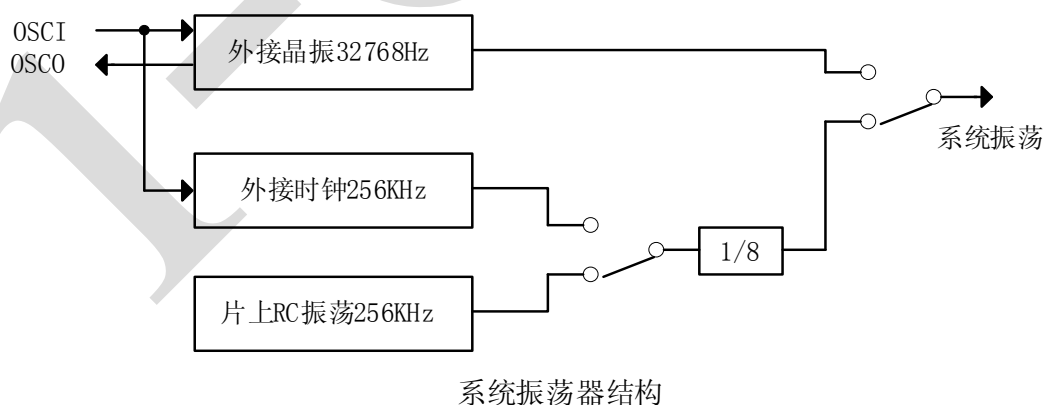 OSCI
OSCO
外接晶振32768Hz
系统振荡
外接时钟256KHz
1/8
片上RC振荡256KHz
系统振荡器结构